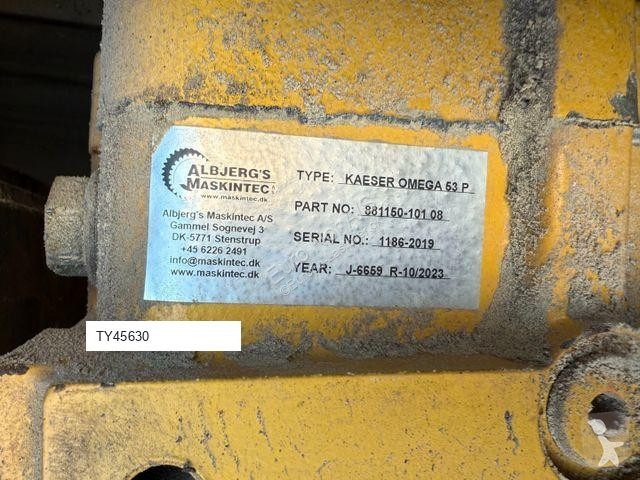 ALBJERG'S
MASKINTEC A/S
www.maskintec.dk
Albjerg's Maskintec A/S
Gammel Sognevej 3
DK-5771 Stenstrup
+45 6226 2491
info@maskintec.dk
www.maskintec.dk
TYPE: KAESER OMEGA 53 P
PART NO: 881150-101 08
SERIAL NO.: 1186-2019
YEAR: J-6659 R-10/2023
TY45630